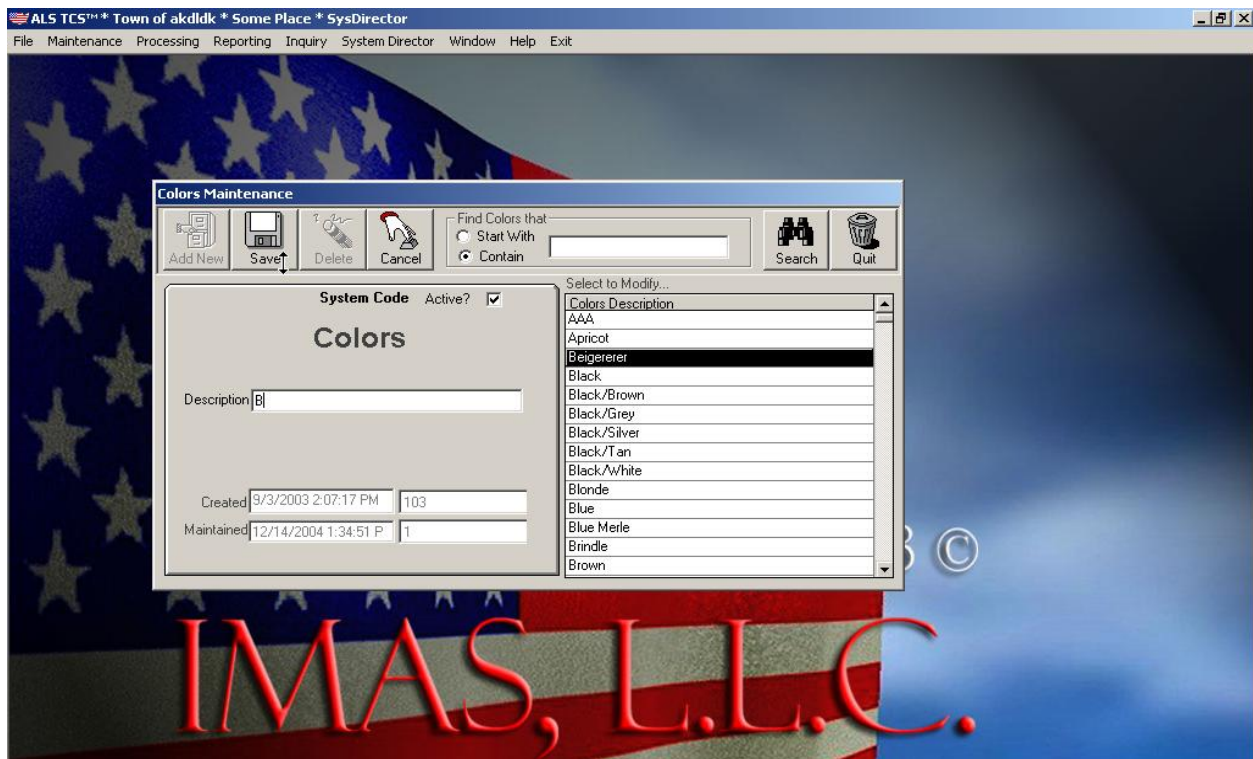 ALS TCS™ * Town of akdldk * Some Place * SysDirector
File Maintenance Processing Reporting Inquiry System Director Window Help Exit
Colors Maintenance
Add New Save Delete Cancel
Find Colors that
Start With
Contain
Search Quit
System Code Active?
Colors
Description B
Created 9/3/2003 2:07:17 PM 103
Maintained 12/14/2004 1:34:51 P 1
Select to Modify...
Colors Description
AAA
Apricot
Beigererer
Black
Black/Brown
Black/Grey
Black/Silver
Black/Tan
Black/White
Blonde
Blue
Blue Merle
Brindle
Brown
©
IMAS, L.L.C.